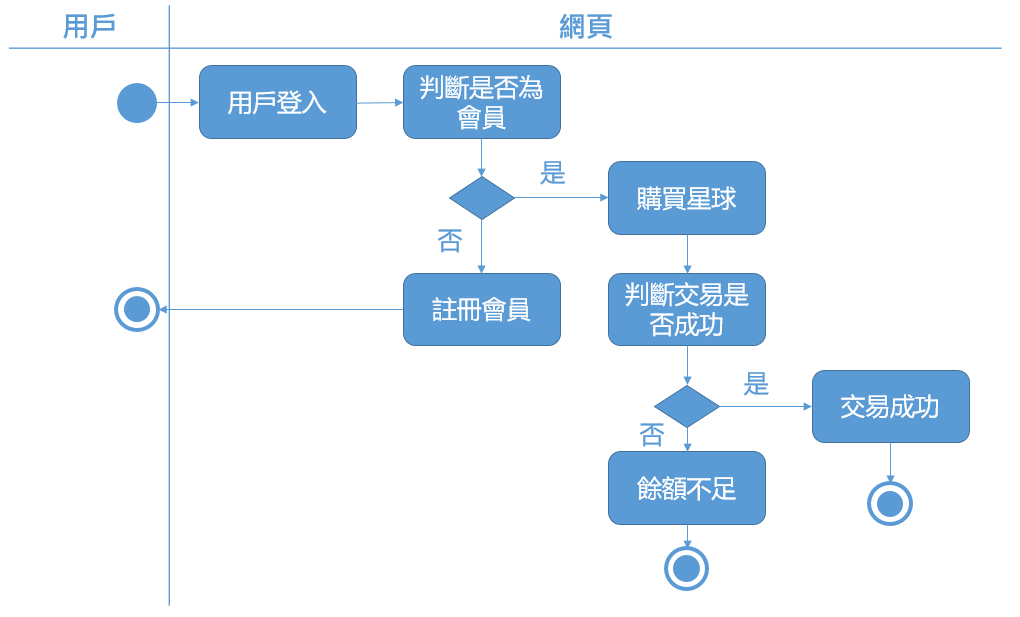 用戶
網頁
用戶登入
判斷是否為
會員
是
購買星球
否
註冊會員
判斷交易是
否成功
是
交易成功
否
餘額不足